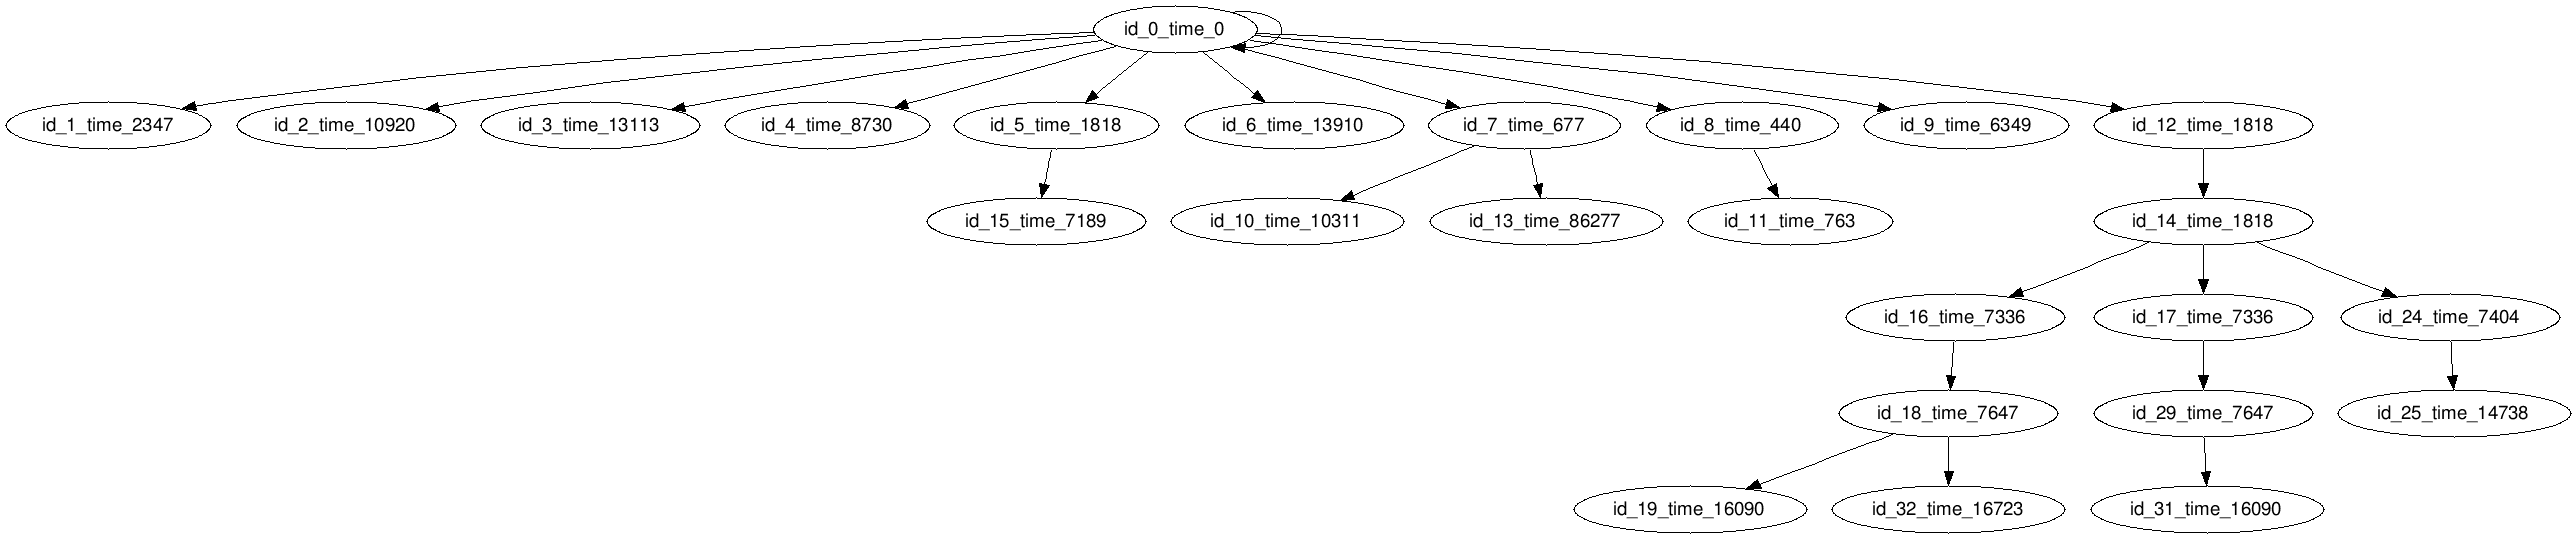 id_0_time_0
id_1_time_2347
id_2_time_10920
id_3_time_13113
id_4_time_8730
id_5_time_1818
id_6_time_13910
id_7_time_677
id_8_time_440
id_9_time_6349
id_12_time_1818
id_15_time_7189
id_10_time_10311
id_13_time_86277
id_11_time_763
id_14_time_1818
id_16_time_7336
id_17_time_7336
id_24_time_7404
id_18_time_7647
id_29_time_7647
id_25_time_14738
id_19_time_16090
id_32_time_16723
id_31_time_16090